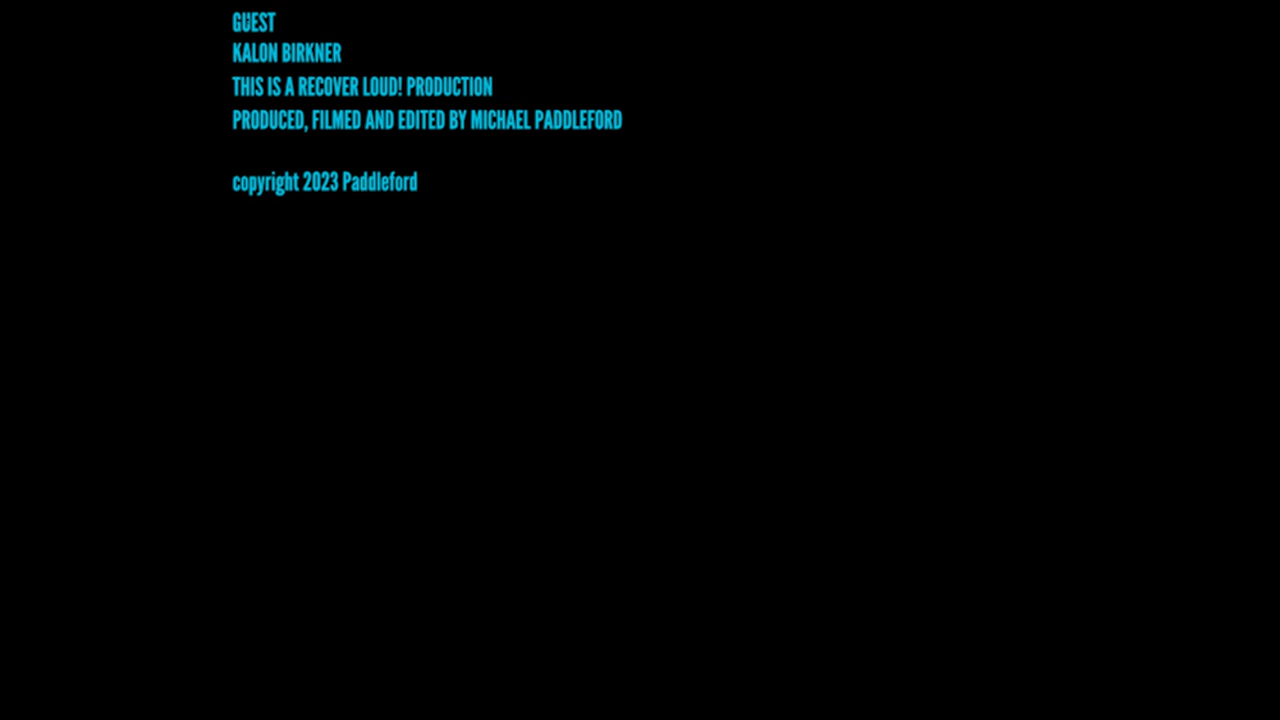 GUEST
KALON BIRKNER
THIS IS A RECOVER LOUD! PRODUCTION
PRODUCED, FILMED AND EDITED BY MICHAEL PADDLEFORD
copyright 2023 Paddleford